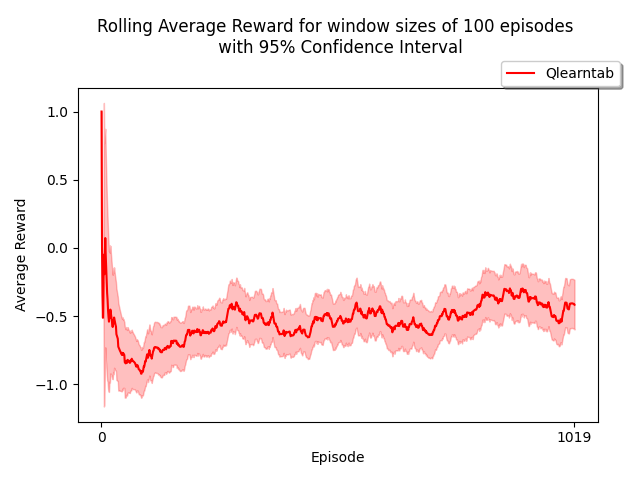 Rolling Average Reward for window sizes of 100 episodes
with 95% Confidence Interval
Qlearntab
1.0
0.5
0.0
−0.5
−1.0
Average Reward
0
1019
Episode